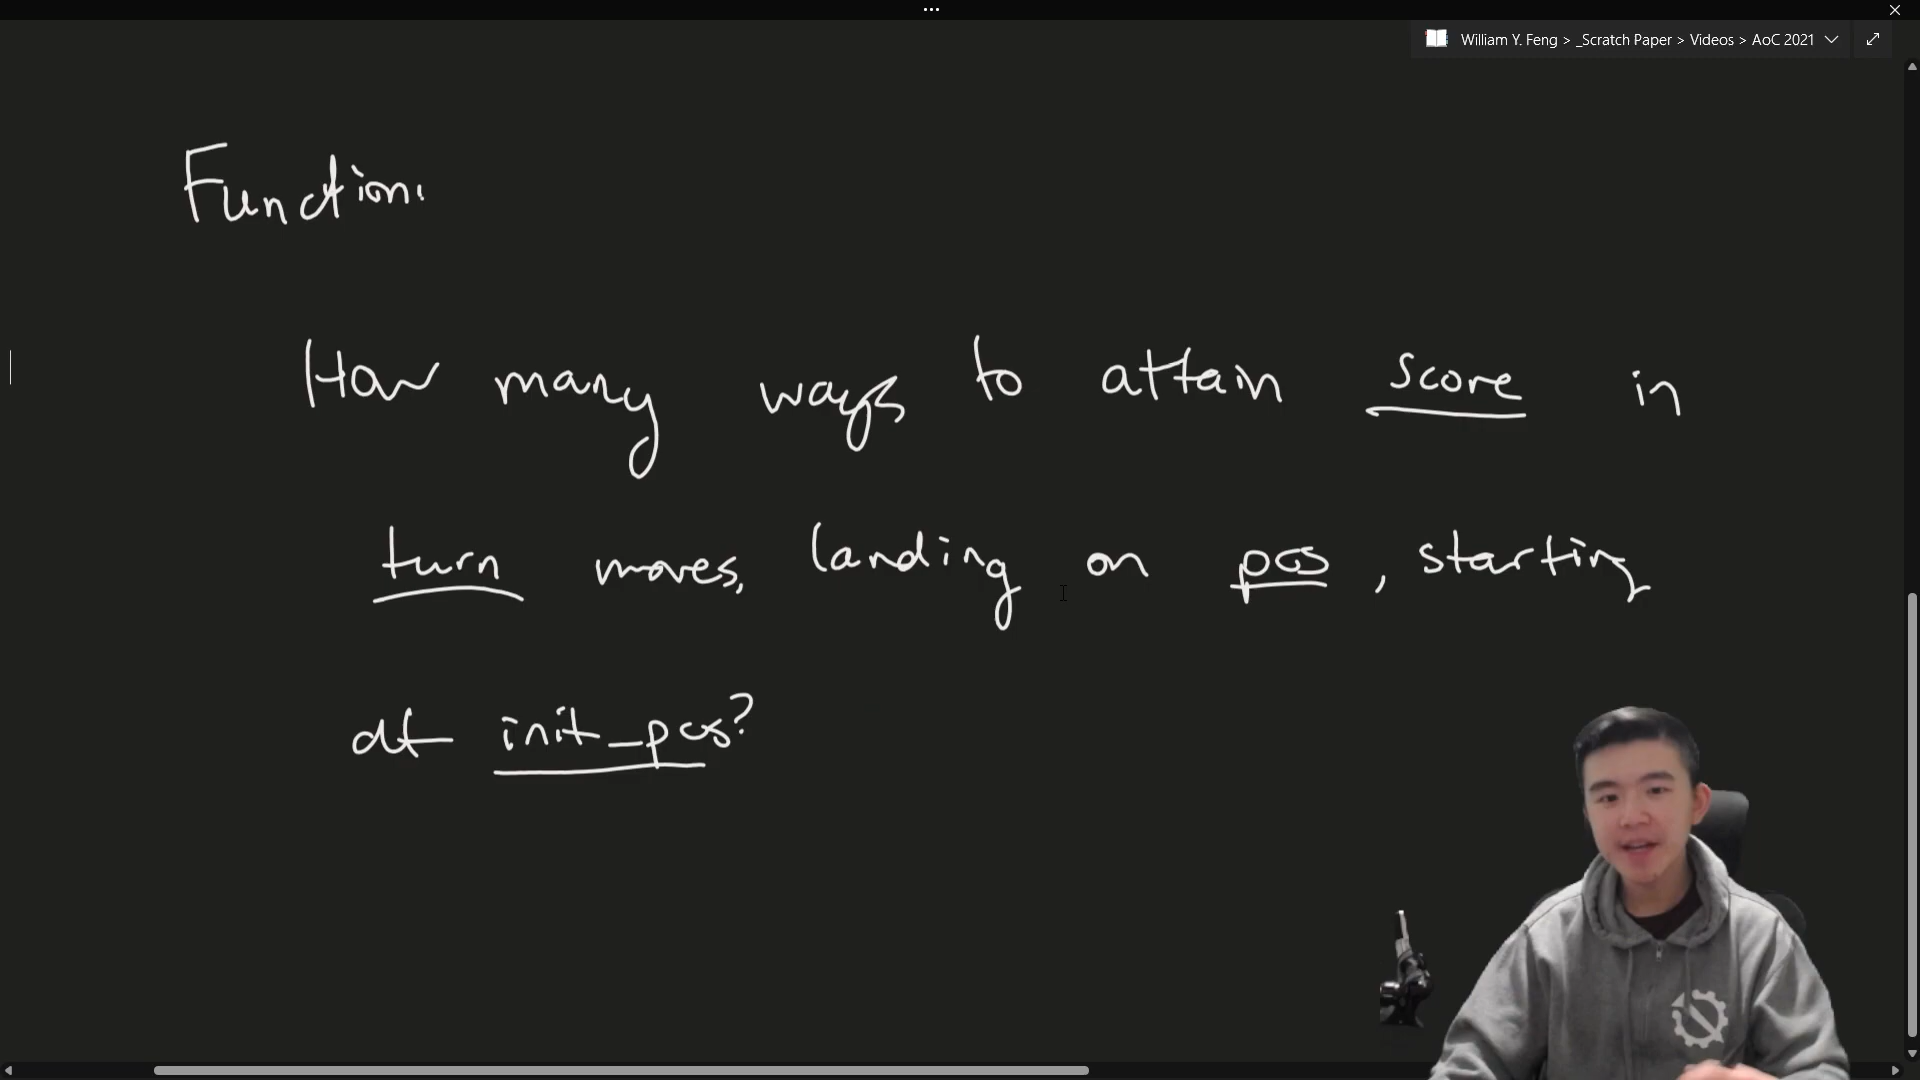 William Y. Feng > _Scratch Paper > Videos > AoC 2021
Function:
How many ways to attain score in
turn moves, landing on pos, starting
at init_pos?